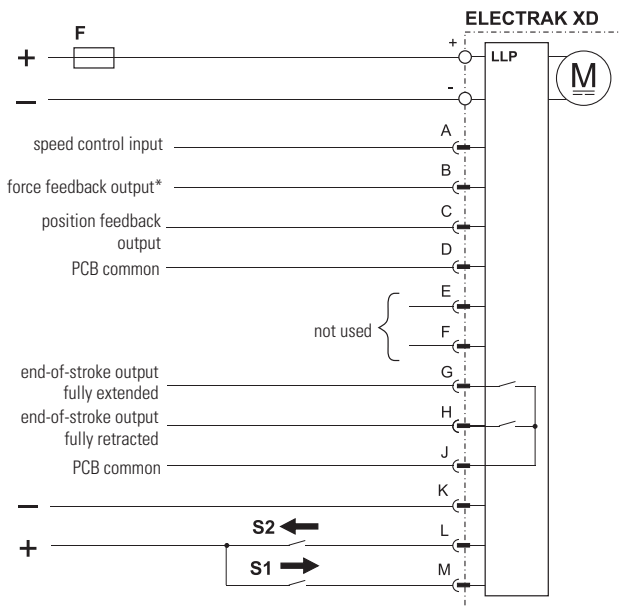 ELECTRAK XD
F
+
+
LLP
M
−
-
A
speed control input
B
force feedback output*
C
position feedback
output
D
PCB common
E
not used
F
G
end-of-stroke output
fully extended
H
end-of-stroke output
fully retracted
J
PCB common
K
−
S2
L
+
S1
M